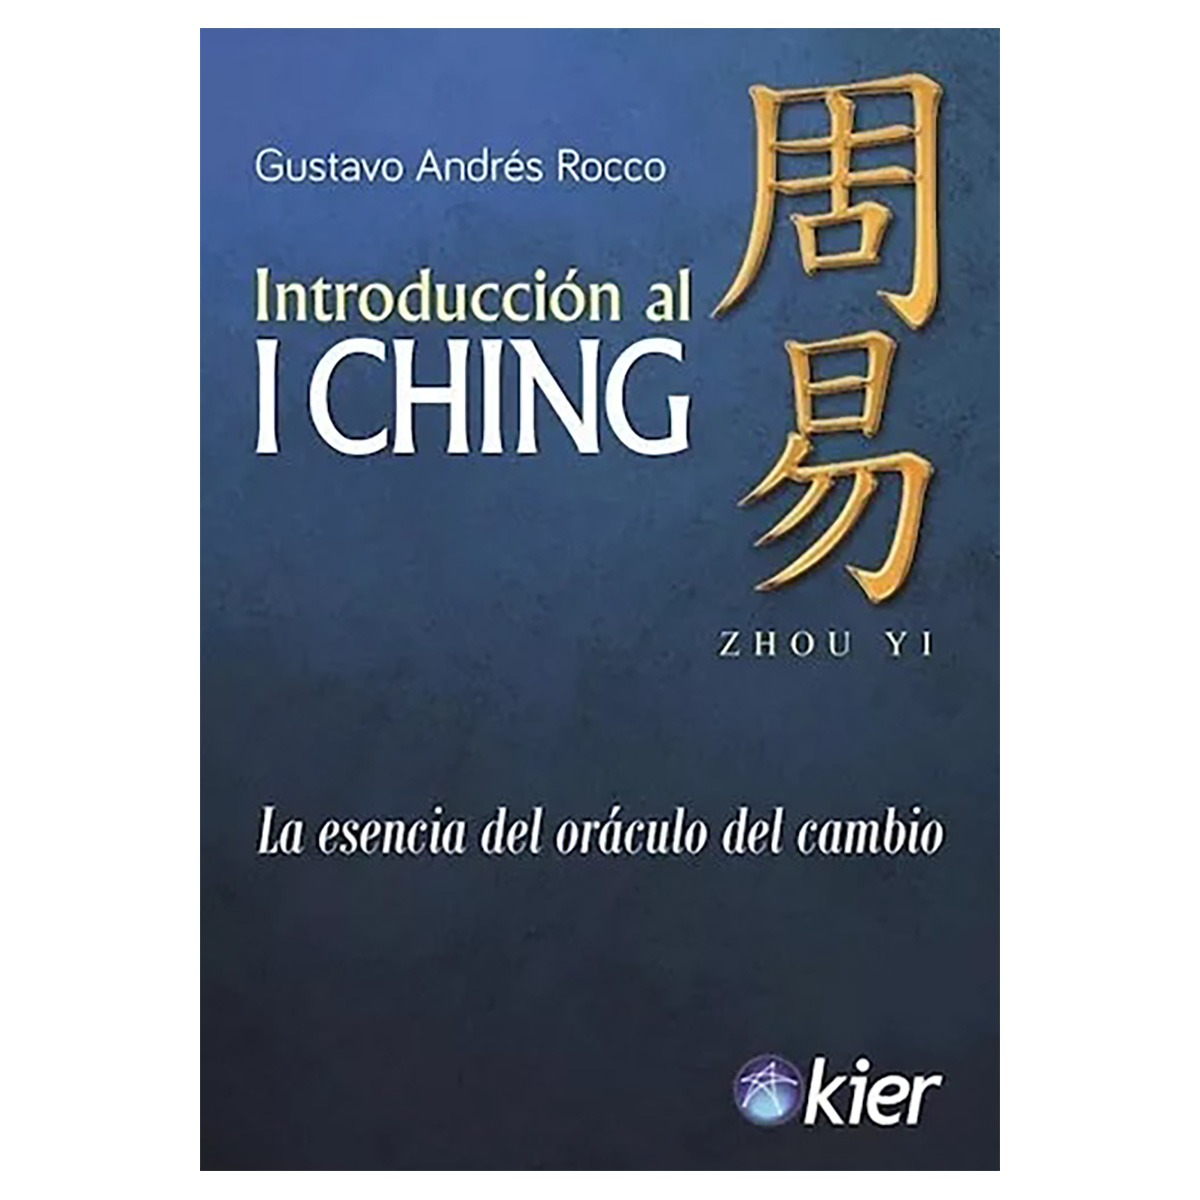 Gustavo Andrés Rocco
Introducción al
I CHING
周
易
ZHOU YI
La esencia del oráculo del cambio
kier